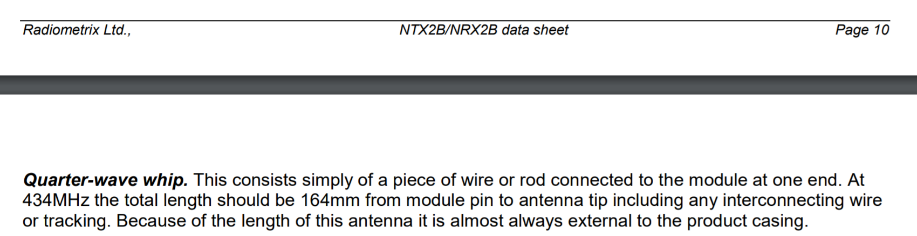 Radiometrix Ltd., NTX2B/NRX2B data sheet Page 10
Quarter-wave whip. This consists simply of a piece of wire or rod connected to the module at one end. At
434MHz the total length should be 164mm from module pin to antenna tip including any interconnecting wire
or tracking. Because of the length of this antenna it is almost always external to the product casing.